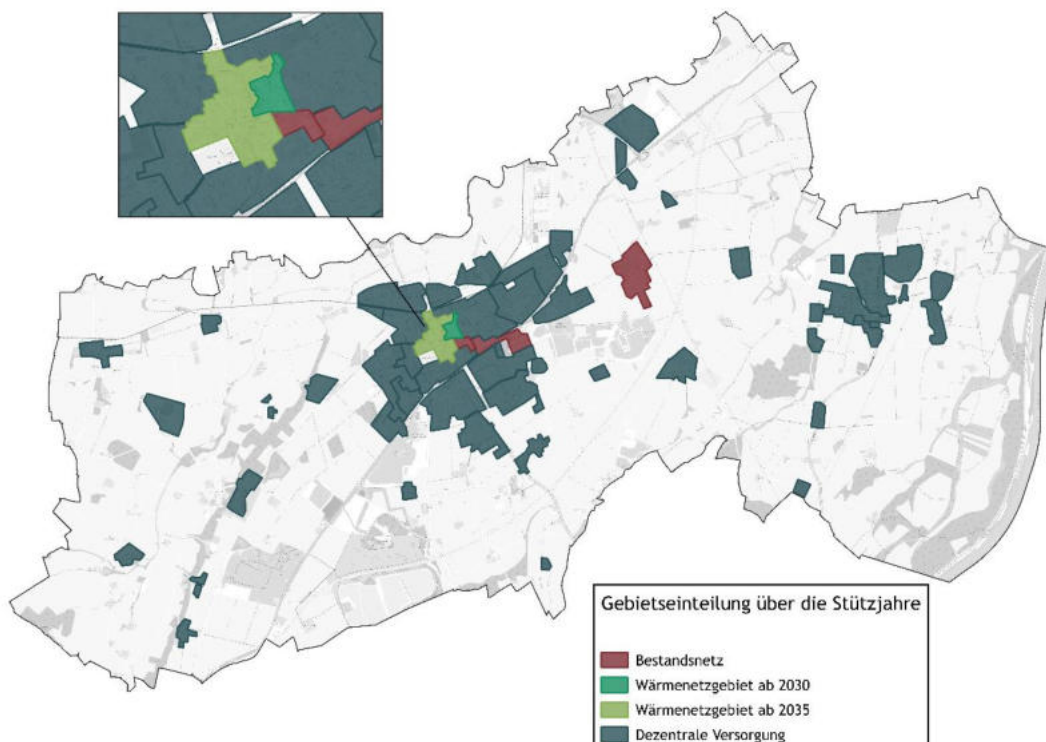 Gebietseinteilung über die Stützjahre
Bestandsnetz
Wärmenetzgebiet ab 2030
Wärmenetzgebiet ab 2035
Dezentrale Versorgung